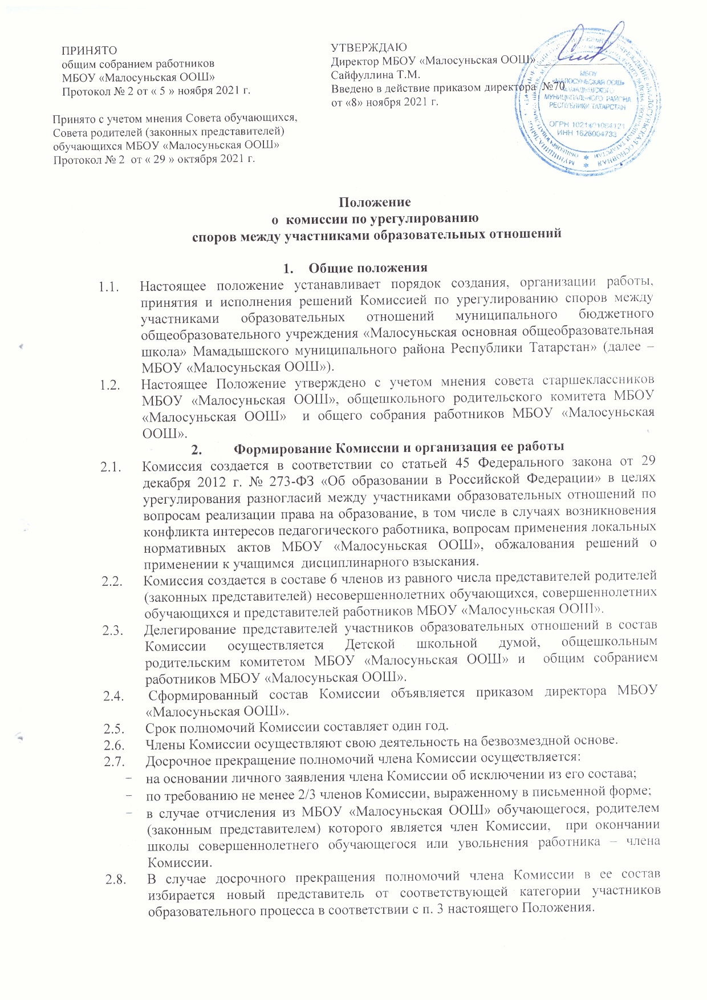 ПРИНЯТО
общим собранием работников
МБОУ «Малосуньская ООШ»
Протокол № 2 от « 5 » ноября 2021 г.
Принято с учетом мнения Совета обучающихся,
Совета родителей (законных представителей)
обучающихся МБОУ «Малосуньская ООШ»
Протокол № 2 от « 29 » октября 2021 г.
УТВЕРЖДАЮ
Директор МБОУ «Малосуньская ООШ»
Сайфуллина Т.М.
Введено в действие приказом директора №70
от «8» ноября 2021 г.
МБОУ
«МАЛОСУНЬСКАЯ ООШ»
МУНИЦИПАЛЬНОГО РАЙОНА
РЕСПУБЛИКИ ТАТАРСТАН
ОГРН
ИНН 1626004733
Положение
о комиссии по урегулированию
споров между участниками образовательных отношений
1. Общие положения
1.1. Настоящее положение устанавливает порядок создания, организации работы,
принятия и исполнения решений Комиссией по урегулированию споров между
участниками образовательных отношений муниципального бюджетного
общеобразовательного учреждения «Малосуньская основная общеобразовательная
школа» Мамадышского муниципального района Республики Татарстан» (далее –
МБОУ «Малосуньская ООШ»).
1.2. Настоящее Положение утверждено с учетом мнения совета старшеклассников
МБОУ «Малосуньская ООШ», общешкольного родительского комитета МБОУ
«Малосуньская ООШ» и общего собрания работников МБОУ «Малосуньская
ООШ».
2. Формирование Комиссии и организация ее работы
2.1. Комиссия создается в соответствии со статьей 45 Федерального закона от 29
декабря 2012 г. № 273-ФЗ «Об образовании в Российской Федерации» в целях
урегулирования разногласий между участниками образовательных отношений по
вопросам реализации права на образование, в том числе в случаях возникновения
конфликта интересов педагогического работника, вопросам применения локальных
нормативных актов МБОУ «Малосуньская ООШ», обжалования решений о
применении к учащимся дисциплинарного взыскания.
2.2. Комиссия создается в составе 6 членов из равного числа представителей родителей
(законных представителей) несовершеннолетних обучающихся, совершеннолетних
обучающихся и представителей работников МБОУ «Малосуньская ООШ».
2.3. Делегирование представителей участников образовательных отношений в состав
Комиссии осуществляется Детской школьной думой, общешкольным
родительским комитетом МБОУ «Малосуньская ООШ» и общим собранием
работников МБОУ «Малосуньская ООШ».
2.4. Сформированный состав Комиссии объявляется приказом директора МБОУ
«Малосуньская ООШ».
2.5. Срок полномочий Комиссии составляет один год.
2.6. Члены Комиссии осуществляют свою деятельность на безвозмездной основе.
2.7. Досрочное прекращение полномочий члена Комиссии осуществляется:
− на основании личного заявления члена Комиссии об исключении из его состава;
− по требованию не менее 2/3 членов Комиссии, выраженному в письменной форме;
− в случае отчисления из МБОУ «Малосуньская ООШ» обучающегося, родителем
(законным представителем) которого является член Комиссии, при окончании
школы совершеннолетнего обучающегося или увольнения работника – члена
Комиссии.
2.8. В случае досрочного прекращения полномочий члена Комиссии в ее состав
избирается новый представитель от соответствующей категории участников
образовательного процесса в соответствии с п. 3 настоящего Положения.